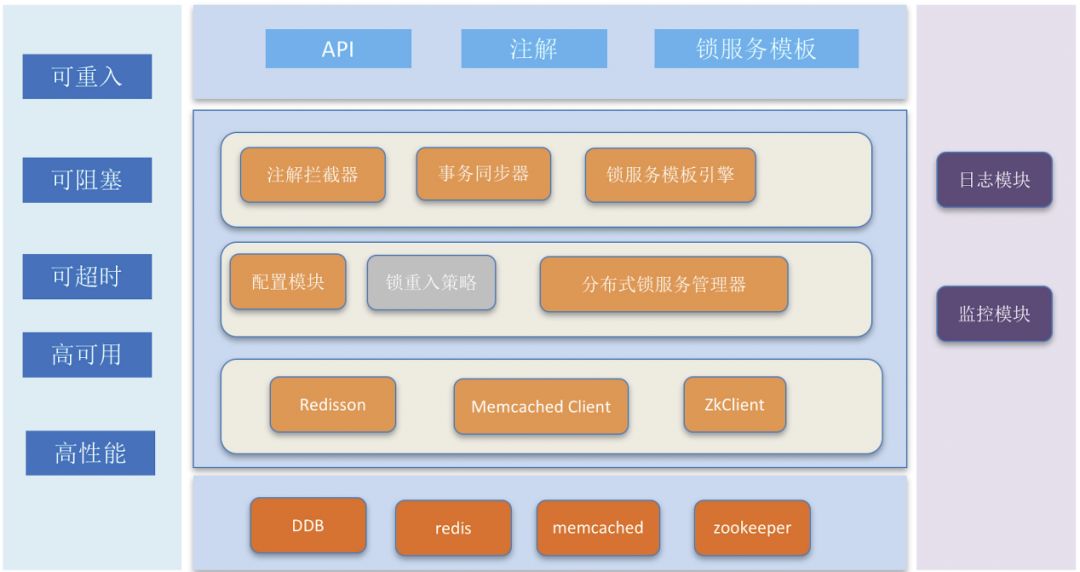 可重入
可阻塞
可超时
高可用
高性能
API
注解
锁服务模板
注解拦截器
事务同步器
锁服务模板引擎
配置模块
锁重入策略
分布式锁服务管理器
Redisson
Memcached Client
ZkClient
DDB
redis
memcached
zookeeper
日志模块
监控模块